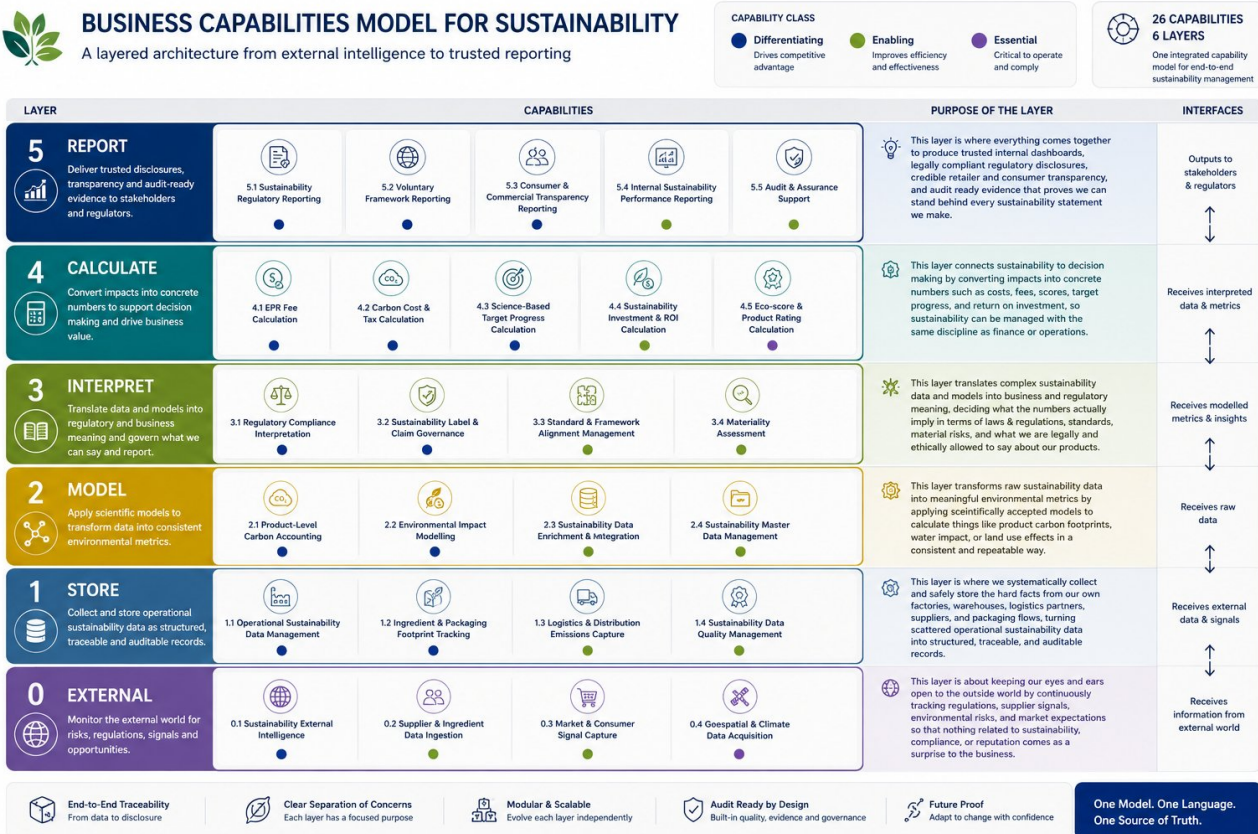 BUSINESS CAPABILITIES MODEL FOR SUSTAINABILITY
A layered architecture from external intelligence to trusted reporting
CAPABILITY CLASS
Differentiating
Drives competitive
advantage
Enabling
Improves efficiency
and effectiveness
Essential
Critical to operate
and comply
26 CAPABILITIES
6 LAYERS
One integrated capability
model for end-to-end
sustainability management
LAYER
CAPABILITIES
PURPOSE OF THE LAYER
INTERFACES
5
REPORT
Deliver trusted disclosures,
transparency and audit-ready
evidence to stakeholders
and regulators.
5.1 Sustainability
Regulatory Reporting
5.2 Voluntary
Framework Reporting
5.3 Consumer &
Commercial Transparency
Reporting
5.4 Internal Sustainability
Performance Reporting
5.5 Audit & Assurance
Support
This layer is where everything comes together
to produce trusted internal dashboards,
legally compliant regulatory disclosures,
credible retailer and consumer transparency,
and audit ready evidence that proves we can
stand behind every sustainability statement
we make.
Outputs to
stakeholders
& regulators
4
CALCULATE
Convert impacts into concrete
numbers to support decision
making and drive business
value.
$
4.1 EPR Fee
Calculation
CO₂
4.2 Carbon Cost &
Tax Calculation
4.3 Science-Based
Target Progress
Calculation
$
4.4 Sustainability
Investment & ROI
Calculation
4.5 Eco-score &
Product Rating
Calculation
This layer connects sustainability to decision
making by converting impacts into concrete
numbers such as costs, fees, scores, target
progress, and return on investment, so
sustainability can be managed with the
same discipline as finance or operations.
Receives interpreted
data & metrics
3
INTERPRET
Translate data and models into
regulatory and business
meaning and govern what we
can say and report.
3.1 Regulatory Compliance
Interpretation
3.2 Sustainability Label &
Claim Governance
3.3 Standard & Framework
Alignment Management
3.4 Materiality
Assessment
This layer translates complex sustainability
data and models into business and regulatory
meaning, deciding what the numbers actually
imply in terms of laws & regulations, standards,
material risks, and what we are legally and
ethically allowed to say about our products.
Receives modelled
metrics & insights
2
MODEL
Apply scientific models to
transform data into consistent
environmental metrics.
CO₂
2.1 Product-Level
Carbon Accounting
2.2 Environmental Impact
Modelling
2.3 Sustainability Data
Enrichment & Integration
2.4 Sustainability Master
Data Management
This layer transforms raw sustainability data
into meaningful environmental metrics by
applying sceintifically accepted models to
calculate things like product carbon footprints,
water impact, or land use effects in a
consistent and repeatable way.
Receives raw
data
1
STORE
Collect and store operational
sustainability data as structured,
traceable and auditable records.
1.1 Operational Sustainability
Data Management
1.2 Ingredient & Packaging
Footprint Tracking
1.3 Logistics & Distribution
Emissions Capture
1.4 Sustainability Data
Quality Management
This layer is where we systematically collect
and safely store the hard facts from our own
factories, warehouses, logistics partners,
suppliers, and packaging flows, turning
scattered operational sustainability data
into structured, traceable, and auditable
records.
Receives external
data & signals
0
EXTERNAL
Monitor the external world for
risks, regulations, signals and
opportunities.
0.1 Sustainability External
Intelligence
0.2 Supplier & Ingredient
Data Ingestion
0.3 Market & Consumer
Signal Capture
0.4 Goespatial & Climate
Data Acquisition
This layer is about keeping our eyes and ears
open to the outside world by continuously
tracking regulations, supplier signals,
environmental risks, and market expectations
so that nothing related to sustainability,
compliance, or reputation comes as a
surprise to the business.
Receives
information from
external world
End-to-End Traceability
From data to disclosure
Clear Separation of Concerns
Each layer has a focused purpose
Modular & Scalable
Evolve each layer independently
Audit Ready by Design
Built-in quality, evidence and governance
Future Proof
Adapt to change with confidence
One Model. One Language.
One Source of Truth.